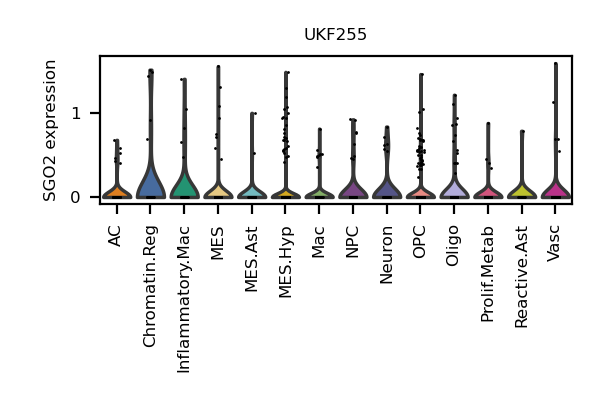 UKF255
SGO2 expression
1
0
AC
Chromatin.Reg
Inflammatory.Mac
MES
MES.Ast
MES.Hyp
Mac
NPC
Neuron
OPC
Oligo
Prolif.Metab
Reactive.Ast
Vasc